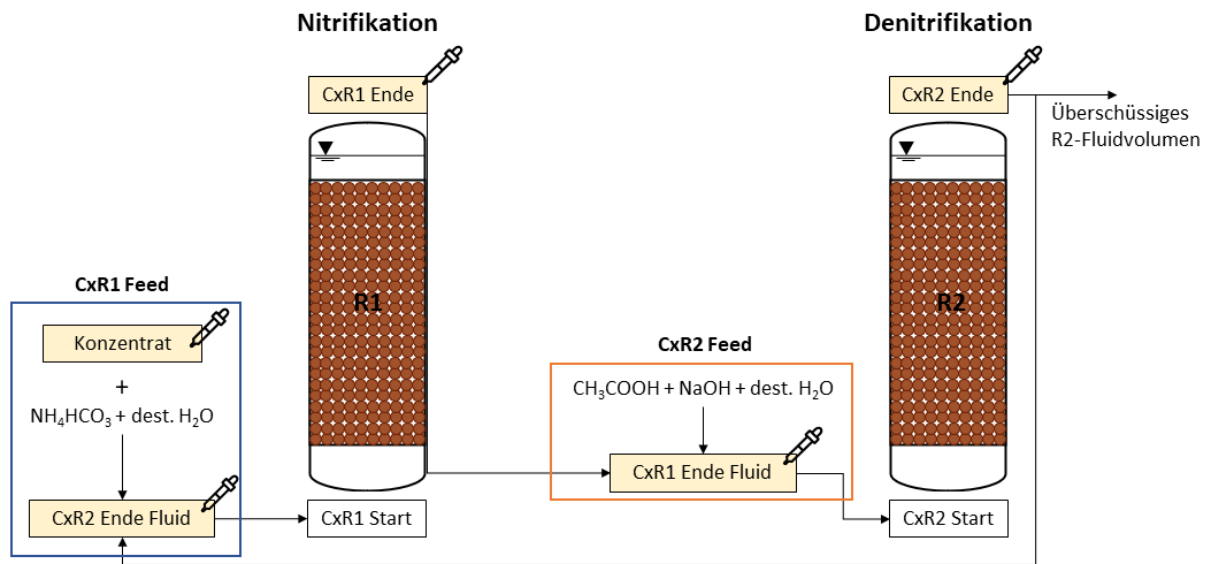 Nitrifikation
Denitrifikation
CxR1 Ende
CxR2 Ende
Überschüssiges
R2-Fluidvolumen
CxR1 Feed
R1
R2
Konzentrat
+
NH₄HCO₃ + dest. H₂O
CxR2 Feed
CH₃COOH + NaOH + dest. H₂O
CxR1 Ende Fluid
CxR2 Ende Fluid
CxR1 Start
CxR2 Start